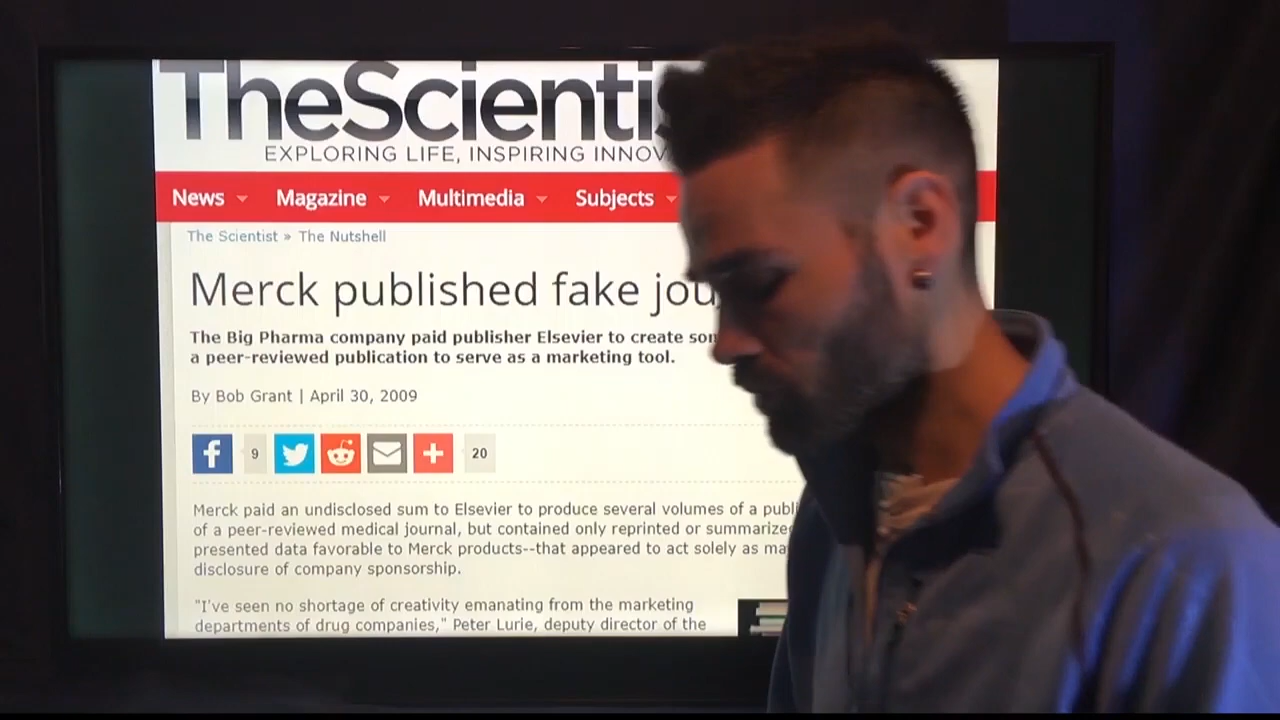 TheScienti
EXPLORING LIFE, INSPIRING INNOV
News Magazine Multimedia Subjects
The Scientist » The Nutshell
Merck published fake jou
The Big Pharma company paid publisher Elsevier to create som
a peer-reviewed publication to serve as a marketing tool.
By Bob Grant | April 30, 2009
f 9 20
Merck paid an undisclosed sum to Elsevier to produce several volumes of a publi
of a peer-reviewed medical journal, but contained only reprinted or summarize
presented data favorable to Merck products--that appeared to act solely as ma
disclosure of company sponsorship.
"I've seen no shortage of creativity emanating from the marketing
departments of drug companies," Peter Lurie, deputy director of the